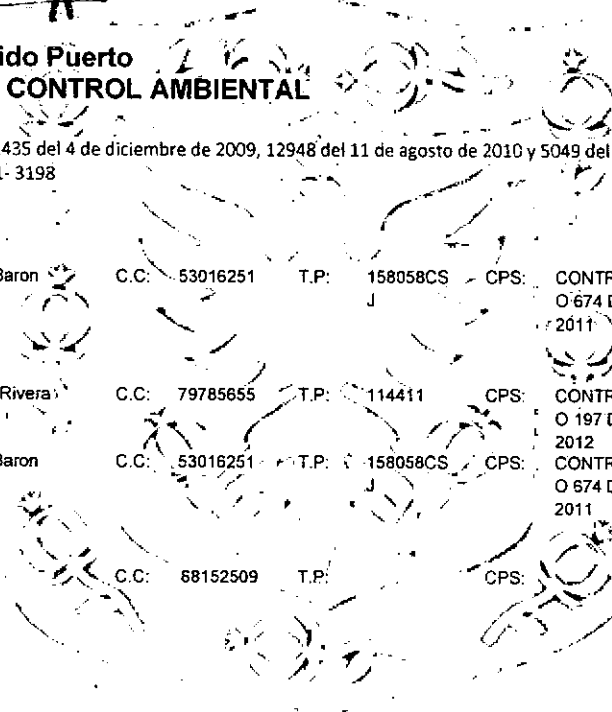 ido Puerto
CONTROL AMBIENTAL
435 del 4 de diciembre de 2009, 12948 del 11 de agosto de 2010 y 5049 del
- 3198
Baron C.C: 53016251 T.P: 158058CS CPS: CONTR
J O 674 D
2011
Rivera C.C: 79785655 T.P: 114411 CPS: CONTR
O 197 D
2012
Baron C.C: 53016251 T.P: 158058CS CPS: CONTR
J O 674 D
2011
C.C: 68152509 T.P: CPS: